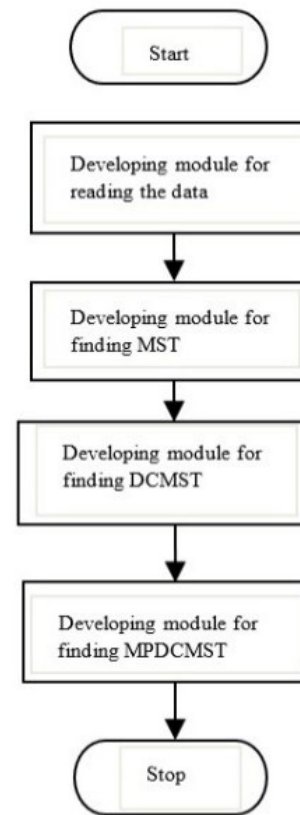 Start
Developing module for
reading the data
Developing module for
finding MST
Developing module for
finding DCMST
Developing module for
finding MPDCMST
Stop